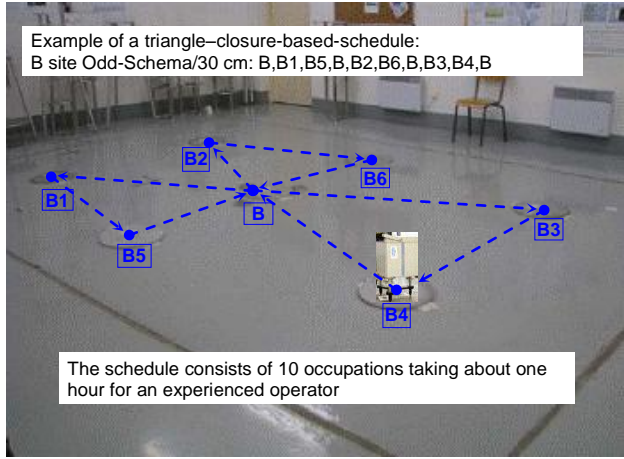 Example of a triangle–closure-based-schedule:
B site Odd-Schema/30 cm: B,B1,B5,B,B2,B6,B,B3,B4,B
B2
B6
B1
B
B3
B5
B4
The schedule consists of 10 occupations taking about one
hour for an experienced operator